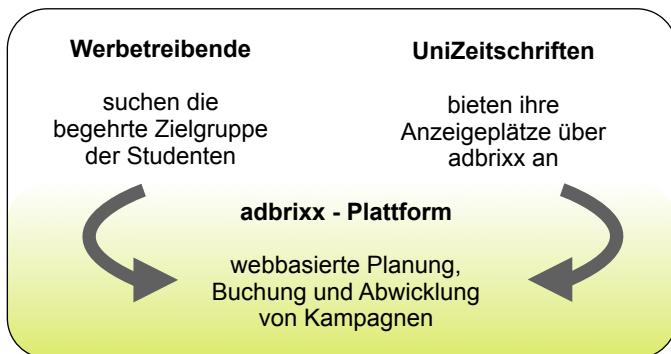 Werbetreibende
suchen die
begehrte Zielgruppe
der Studenten
UniZeitschriften
bieten ihre
Anzeigeplätze über
adbrixx an
adbrixx - Plattform
webbasierte Planung,
Buchung und Abwicklung
von Kampagnen